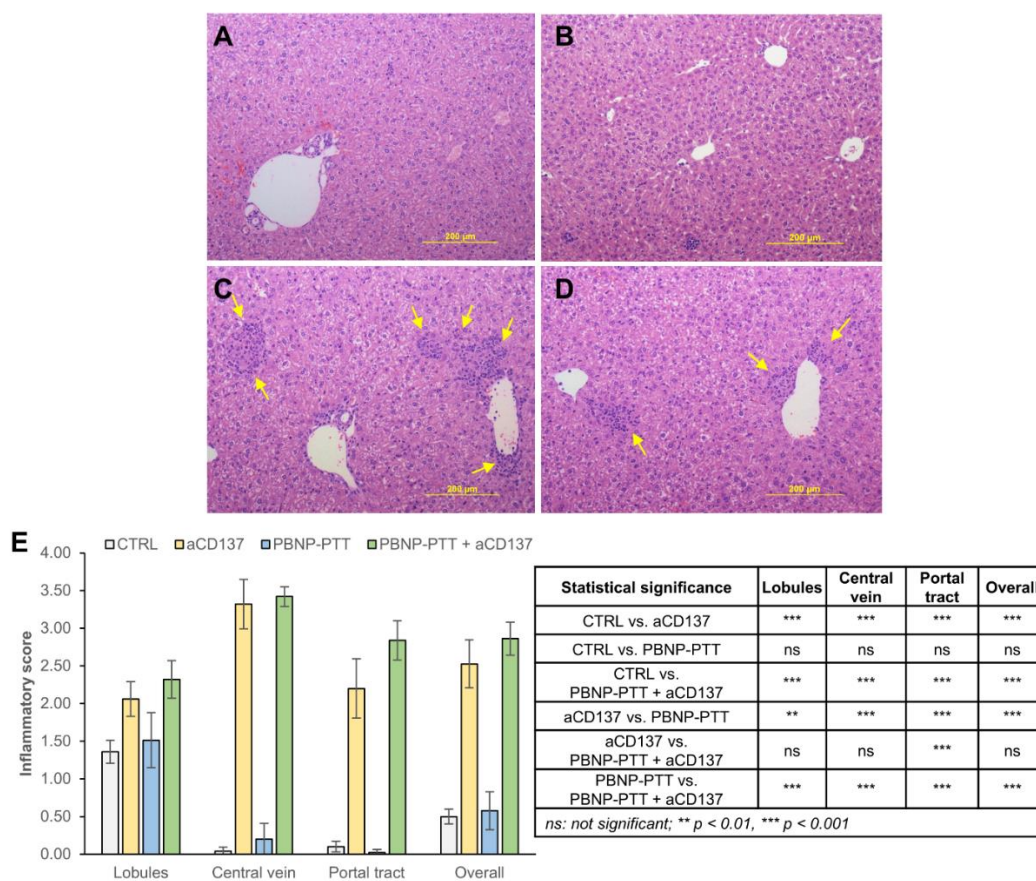 A
B
200 µm
200 µm
C
D
200 µm
200 µm
E
CTRL aCD137 PBNP-PTT PBNP-PTT + aCD137
Inflammatory score
4.00
3.50
3.00
2.50
2.00
1.50
1.00
0.50
0.00
Lobules Central vein Portal tract Overall
Statistical significance Lobules Central vein Portal tract Overall
CTRL vs. aCD137 *** *** *** ***
CTRL vs. PBNP-PTT ns ns ns ns
CTRL vs.
PBNP-PTT + aCD137 *** *** *** ***
aCD137 vs. PBNP-PTT ** *** *** ***
aCD137 vs.
PBNP-PTT + aCD137 ns ns *** ns
PBNP-PTT vs.
PBNP-PTT + aCD137 *** *** *** ***
ns: not significant; ** p < 0.01, *** p < 0.001